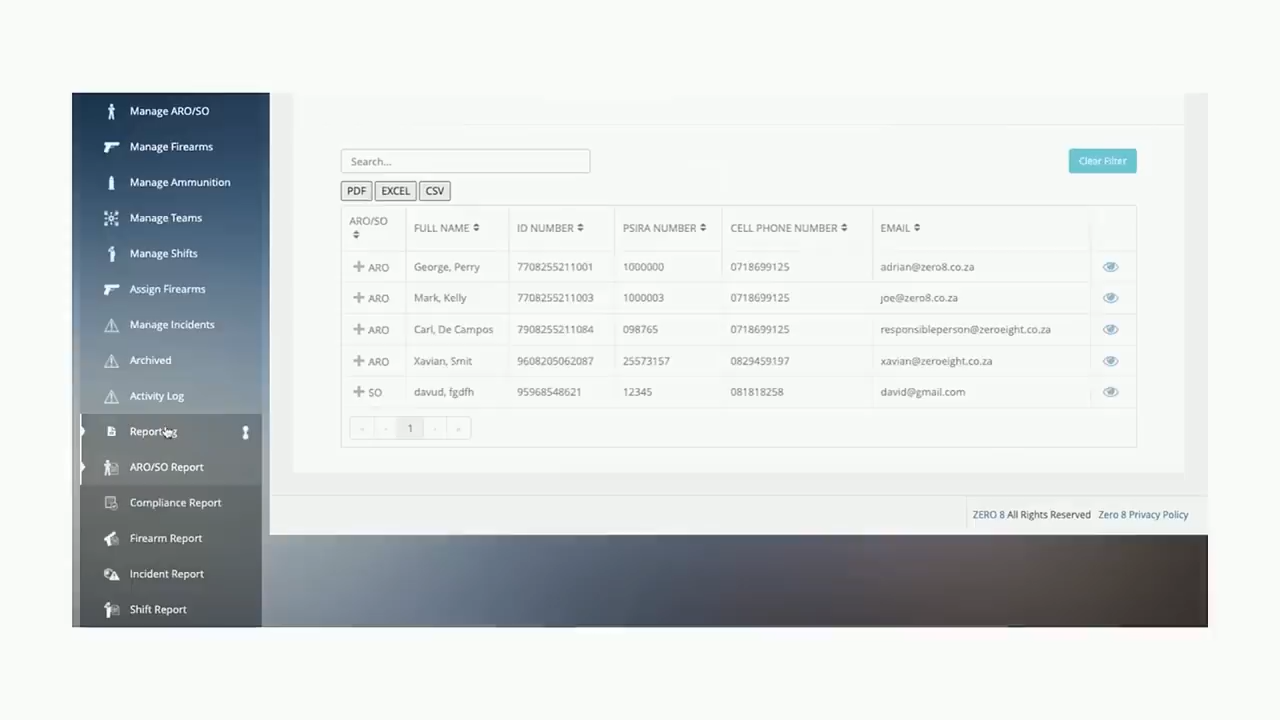 Manage ARO/SO
Manage Firearms
Manage Ammunition
Manage Teams
Manage Shifts
Assign Firearms
Manage Incidents
Archived
Activity Log
Reporting
ARO/SO Report
Compliance Report
Firearm Report
Incident Report
Shift Report
Search...
Clear Filter
PDF EXCEL CSV
ARO/SO FULL NAME ID NUMBER PSIRA NUMBER CELL PHONE NUMBER EMAIL
ARO George, Perry 7708255211001 1000000 0718699125 adrian@zero8.co.za
ARO Mark, Kelly 7708255211003 1000003 0718699125 joe@zero8.co.za
ARO Carl, De Campos 7908255211084 098765 0718699125 responsibleperson@zeroeight.co.za
ARO Xavian, Smit 9608205062087 25573157 0829459197 xavian@zeroeight.co.za
SO davud, fgdfh 95968548621 12345 081818258 david@gmail.com
1
ZERO 8 All Rights Reserved Zero 8 Privacy Policy